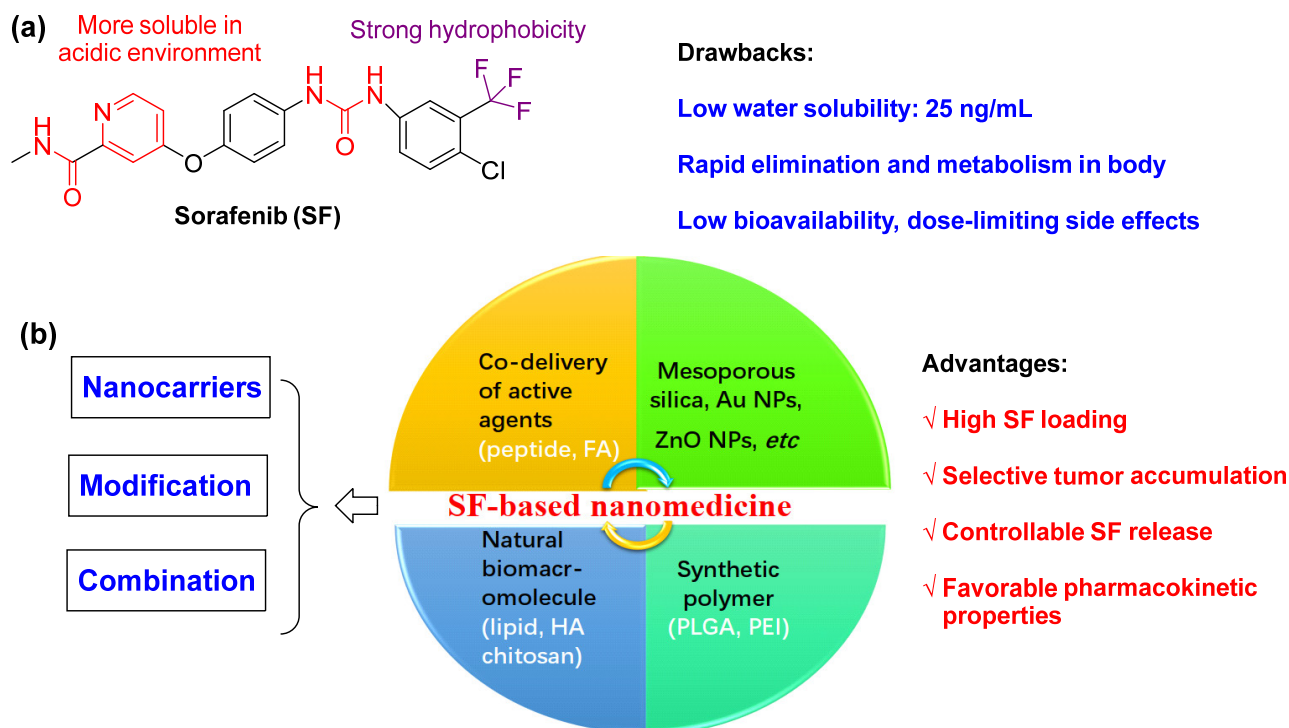 (a)
More soluble in
acidic environment
Strong hydrophobicity
H
N
O
N
O
H
N
O
H
N
F
F
F
Cl
Sorafenib (SF)
Drawbacks:
Low water solubility: 25 ng/mL
Rapid elimination and metabolism in body
Low bioavailability, dose-limiting side effects
(b)
Nanocarriers
Modification
Combination
Co-delivery
of active
agents
(peptide, FA)
Mesoporous
silica, Au NPs,
ZnO NPs, etc
SF-based nanomedicine
Natural
biomacr-
omolecule
(lipid, HA
chitosan)
Synthetic
polymer
(PLGA, PEI)
Advantages:
√ High SF loading
√ Selective tumor accumulation
√ Controllable SF release
√ Favorable pharmacokinetic
properties